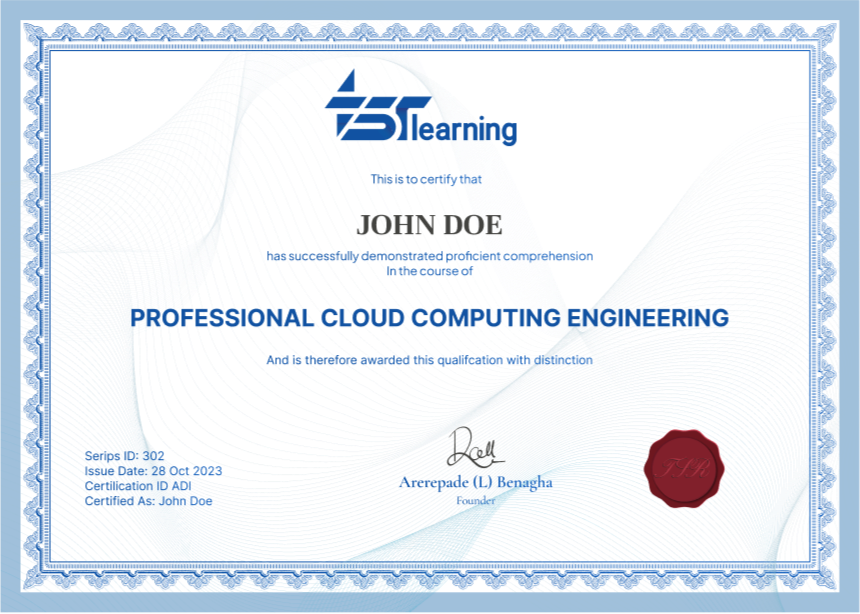 TST learning
This is to certify that
JOHN DOE
has successfully demonstrated proficient comprehension
In the course of
PROFESSIONAL CLOUD COMPUTING ENGINEERING
And is therefore awarded this qualifcation with distinction
Serips ID: 302
Issue Date: 28 Oct 2023
Certilication ID ADI
Certified As: John Doe
Arerepade (L) Benagha
Founder